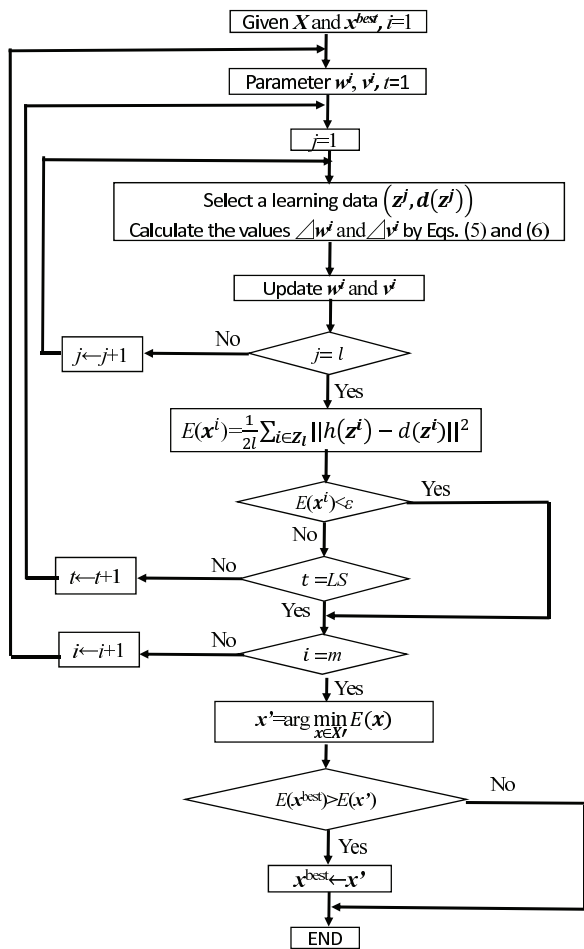 Given X and x^best, i=1
Parameter w^i, v^i, t=1
j=1
Select a learning data (z^j, d(z^j))
Calculate the values ⊿w^i and⊿v^i by Eqs. (5) and (6)
Update w^i and v^i
No
j←j+1
j= l
Yes
E(x^i)=1/2l ∑_{i∈Z_l} ||h(z^i) − d(z^i)||^2
E(x^i)<ε
Yes
No
No
t←t+1
t =LS
Yes
No
i←i+1
i =m
Yes
x'=arg min_{x∈X'} E(x)
No
E(x^best)>E(x')
Yes
x^best←x'
END